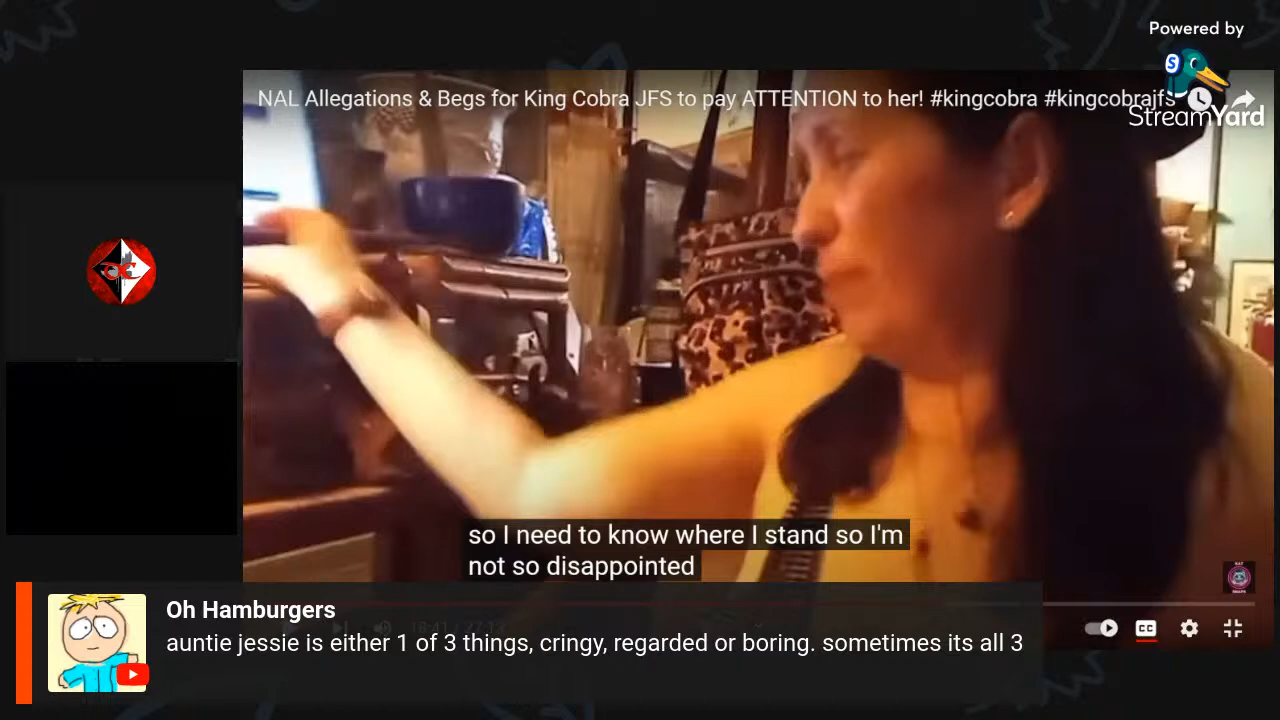 Powered by
StreamYard
NAL Allegations & Begs for King Cobra JFS to pay ATTENTION to her! #kingcobra #kingcobrajfs
so I need to know where I stand so I'm
not so disappointed
CC
Oh Hamburgers
auntie jessie is either 1 of 3 things, cringy, regarded or boring. sometimes its all 3